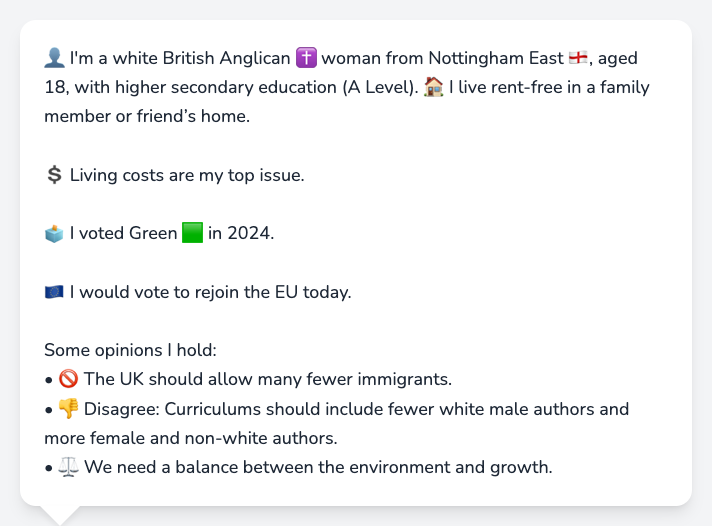 👤 I'm a white British Anglican ✝️ woman from Nottingham East 🏴󠁧󠁢󠁥󠁮󠁧󠁿, aged
18, with higher secondary education (A Level). 🏠 I live rent-free in a family
member or friend’s home.
💲 Living costs are my top issue.
🗳️ I voted Green 🟩 in 2024.
🇪🇺 I would vote to rejoin the EU today.
Some opinions I hold:
• 🚫 The UK should allow many fewer immigrants.
• 👎 Disagree: Curriculums should include fewer white male authors and
more female and non-white authors.
• ⚖️ We need a balance between the environment and growth.